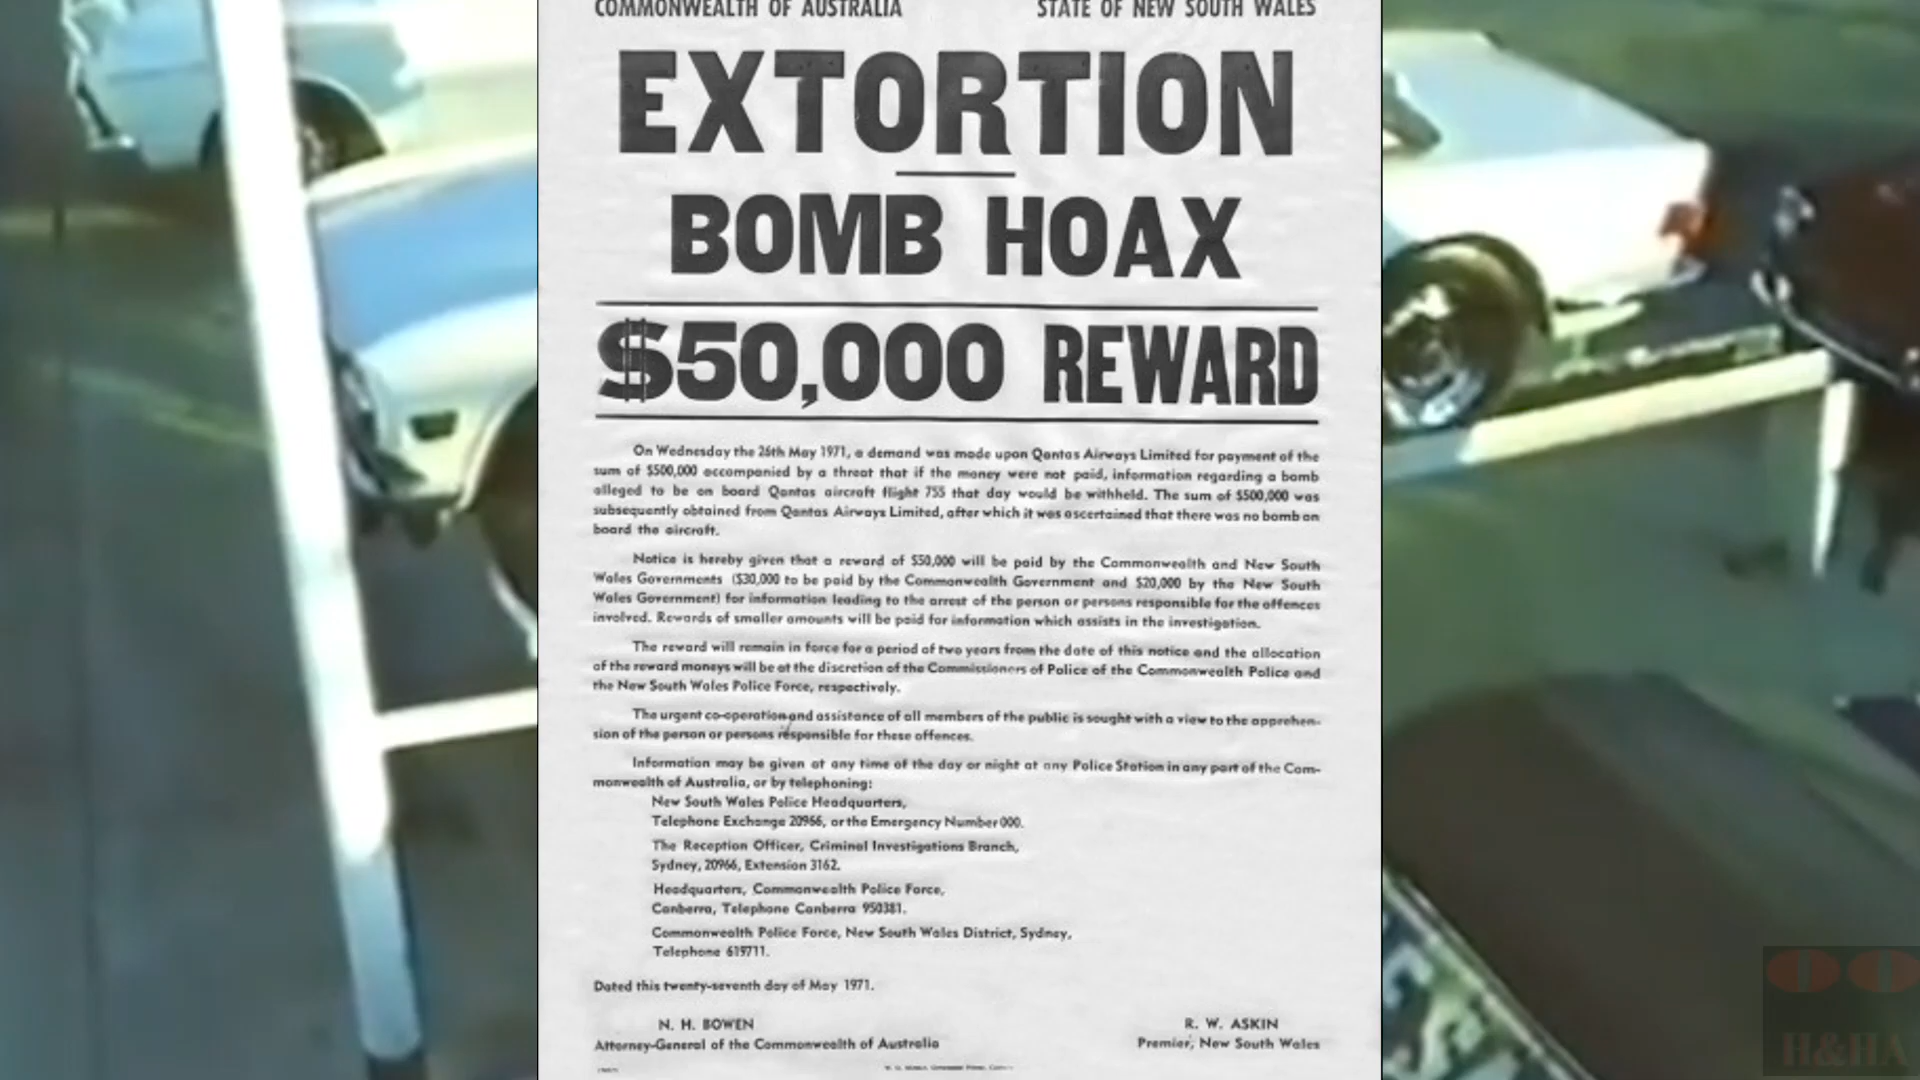 COMMONWEALTH OF AUSTRALIA STATE OF NEW SOUTH WALES
EXTORTION
BOMB HOAX
$50,000 REWARD
On Wednesday the 26th May 1971, a demand was made upon Qantas Airways Limited for payment of the
sum of $500,000 accompanied by a threat that if the money were not paid, information regarding a bomb
alleged to be on board Qantas aircraft flight 755 that day would be withheld. The sum of $500,000 was
subsequently obtained from Qantas Airways Limited, after which it was ascertained that there was no bomb on
board the aircraft.
Notice is hereby given that a reward of $50,000 will be paid by the Commonwealth and New South
Wales Governments ($30,000 to be paid by the Commonwealth Government and $20,000 by the New South
Wales Government) for information leading to the arrest of the person or persons responsible for the offences
involved. Rewards of smaller amounts will be paid for information which assists in the investigation.
The reward will remain in force for a period of two years from the date of this notice and the allocation
of the reward moneys will be at the discretion of the Commissioners of Police of the Commonwealth Police and
the New South Wales Police Force, respectively.
The urgent co-operation and assistance of all members of the public is sought with a view to the apprehen-
sion of the person or persons responsible for these offences.
Information may be given at any time of the day or night at any Police Station in any part of the Com-
monwealth of Australia, or by telephoning:
New South Wales Police Headquarters,
Telephone Exchange 20966, or the Emergency Number 000.
The Reception Officer, Criminal Investigations Branch,
Sydney, 20966, Extension 3162.
Headquarters, Commonwealth Police Force,
Canberra, Telephone Canberra 950381.
Commonwealth Police Force, New South Wales District, Sydney,
Telephone 619711.
Dated this twenty-seventh day of May 1971.
N. H. BOWEN R. W. ASKIN
Attorney-General of the Commonwealth of Australia Premier, New South Wales
H&HA